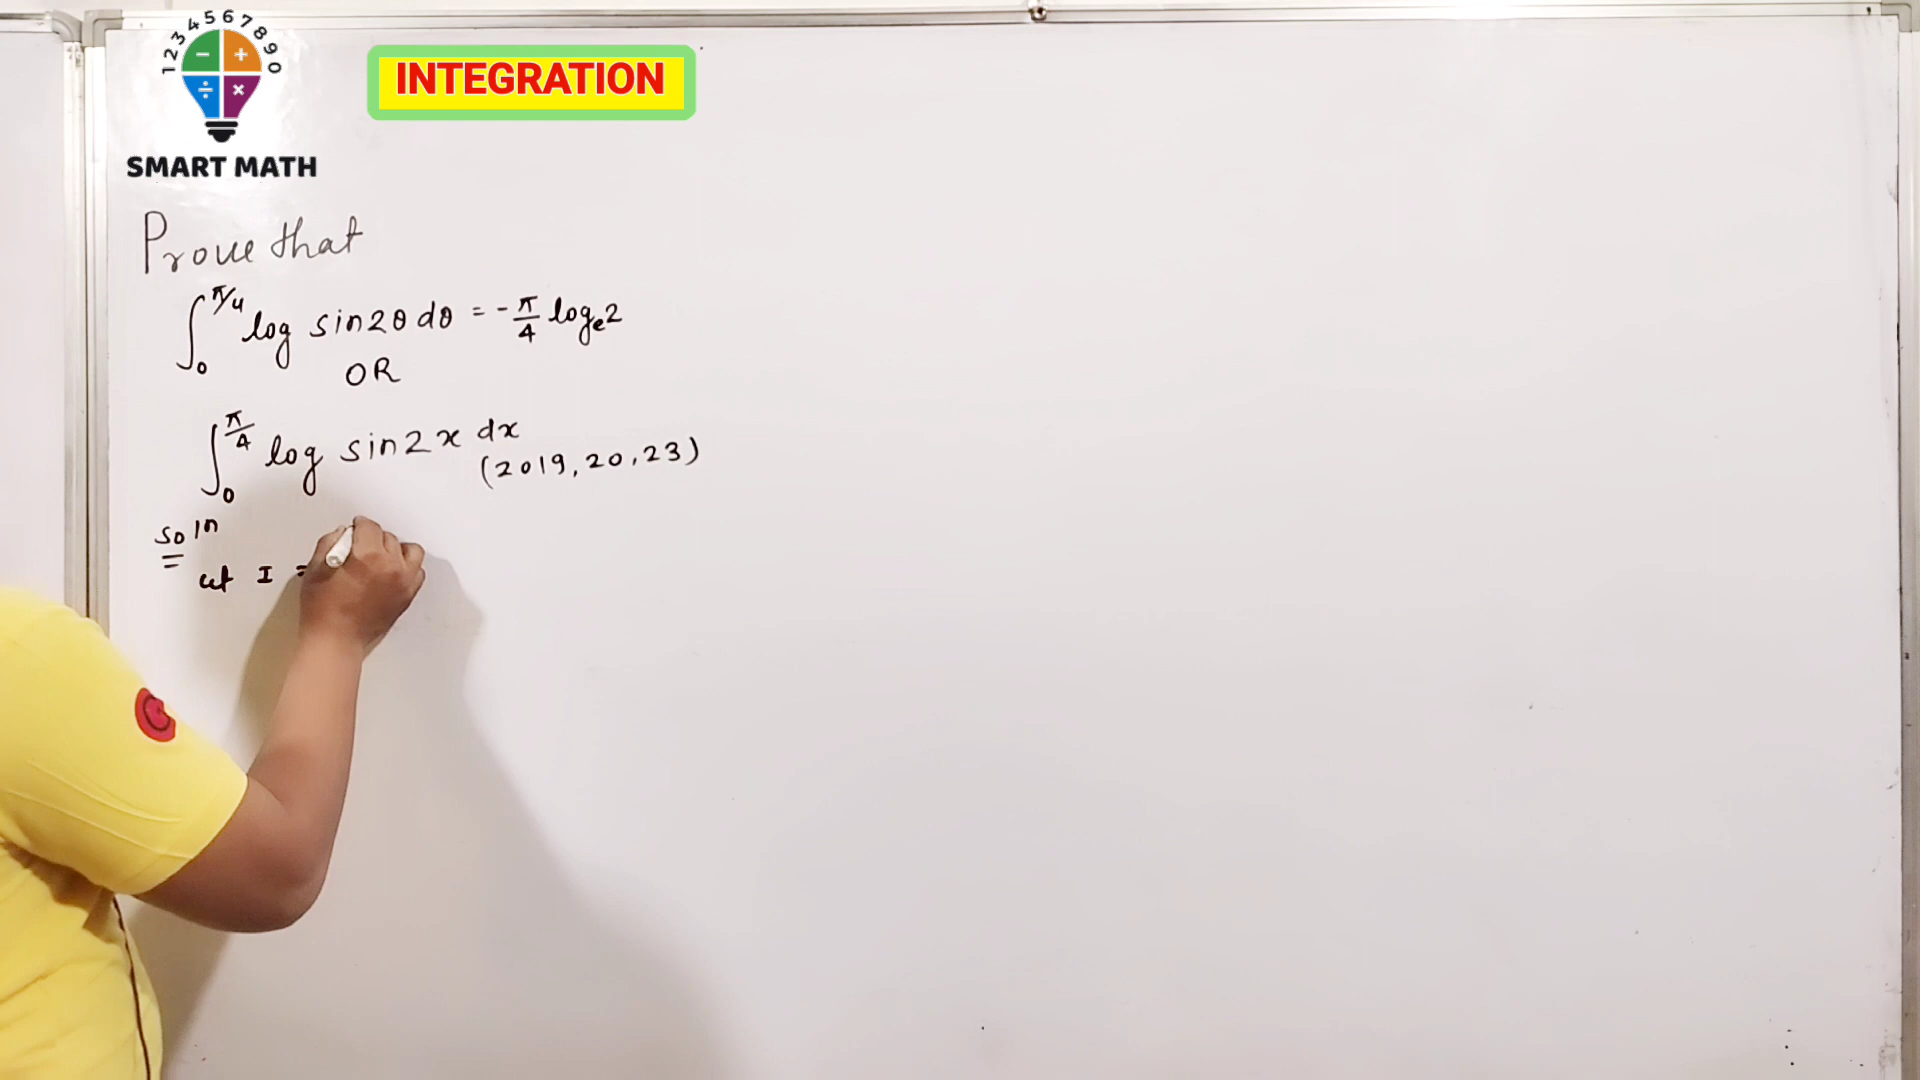 1234567890
− +
÷ ×
SMART MATH
INTEGRATION
Prove that
∫₀^π/4 log sin2θ dθ = -π/4 logₑ2
OR
∫₀^π/4 log sin2x dx
(2019, 20, 23)
soln
let I =